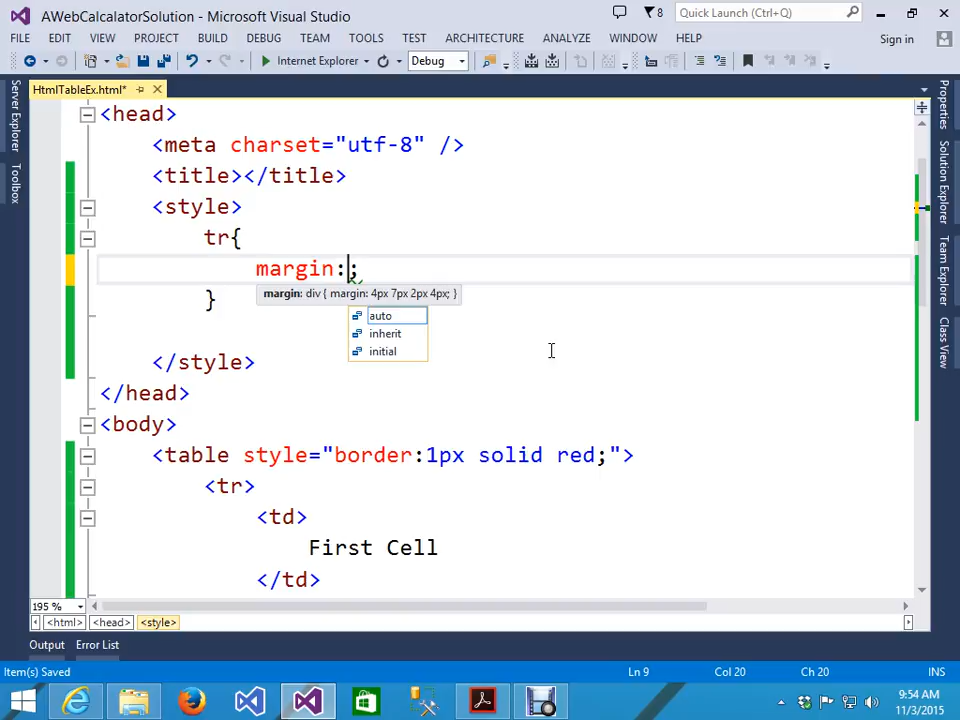 AWebCalcalatorSolution - Microsoft Visual Studio
8
Quick Launch (Ctrl+Q)
FILE EDIT VIEW PROJECT BUILD DEBUG TEAM TOOLS TEST ARCHITECTURE ANALYZE WINDOW HELP
Sign in
Internet Explorer
Debug
HtmlTableEx.html*
Server Explorer
Toolbox
Properties
Solution Explorer
Team Explorer
Class View
<head>
<meta charset="utf-8" />
<title></title>
<style>
tr{
margin:;
margin: div { margin: 4px 7px 2px 4px; }
}
auto
inherit
initial
</style>
</head>
<body>
<table style="border:1px solid red;">
<tr>
<td>
First Cell
</td>
195 %
<html> <head> <style>
Output Error List
Item(s) Saved
Ln 9
Col 20
Ch 20
INS
9:54 AM
11/3/2015